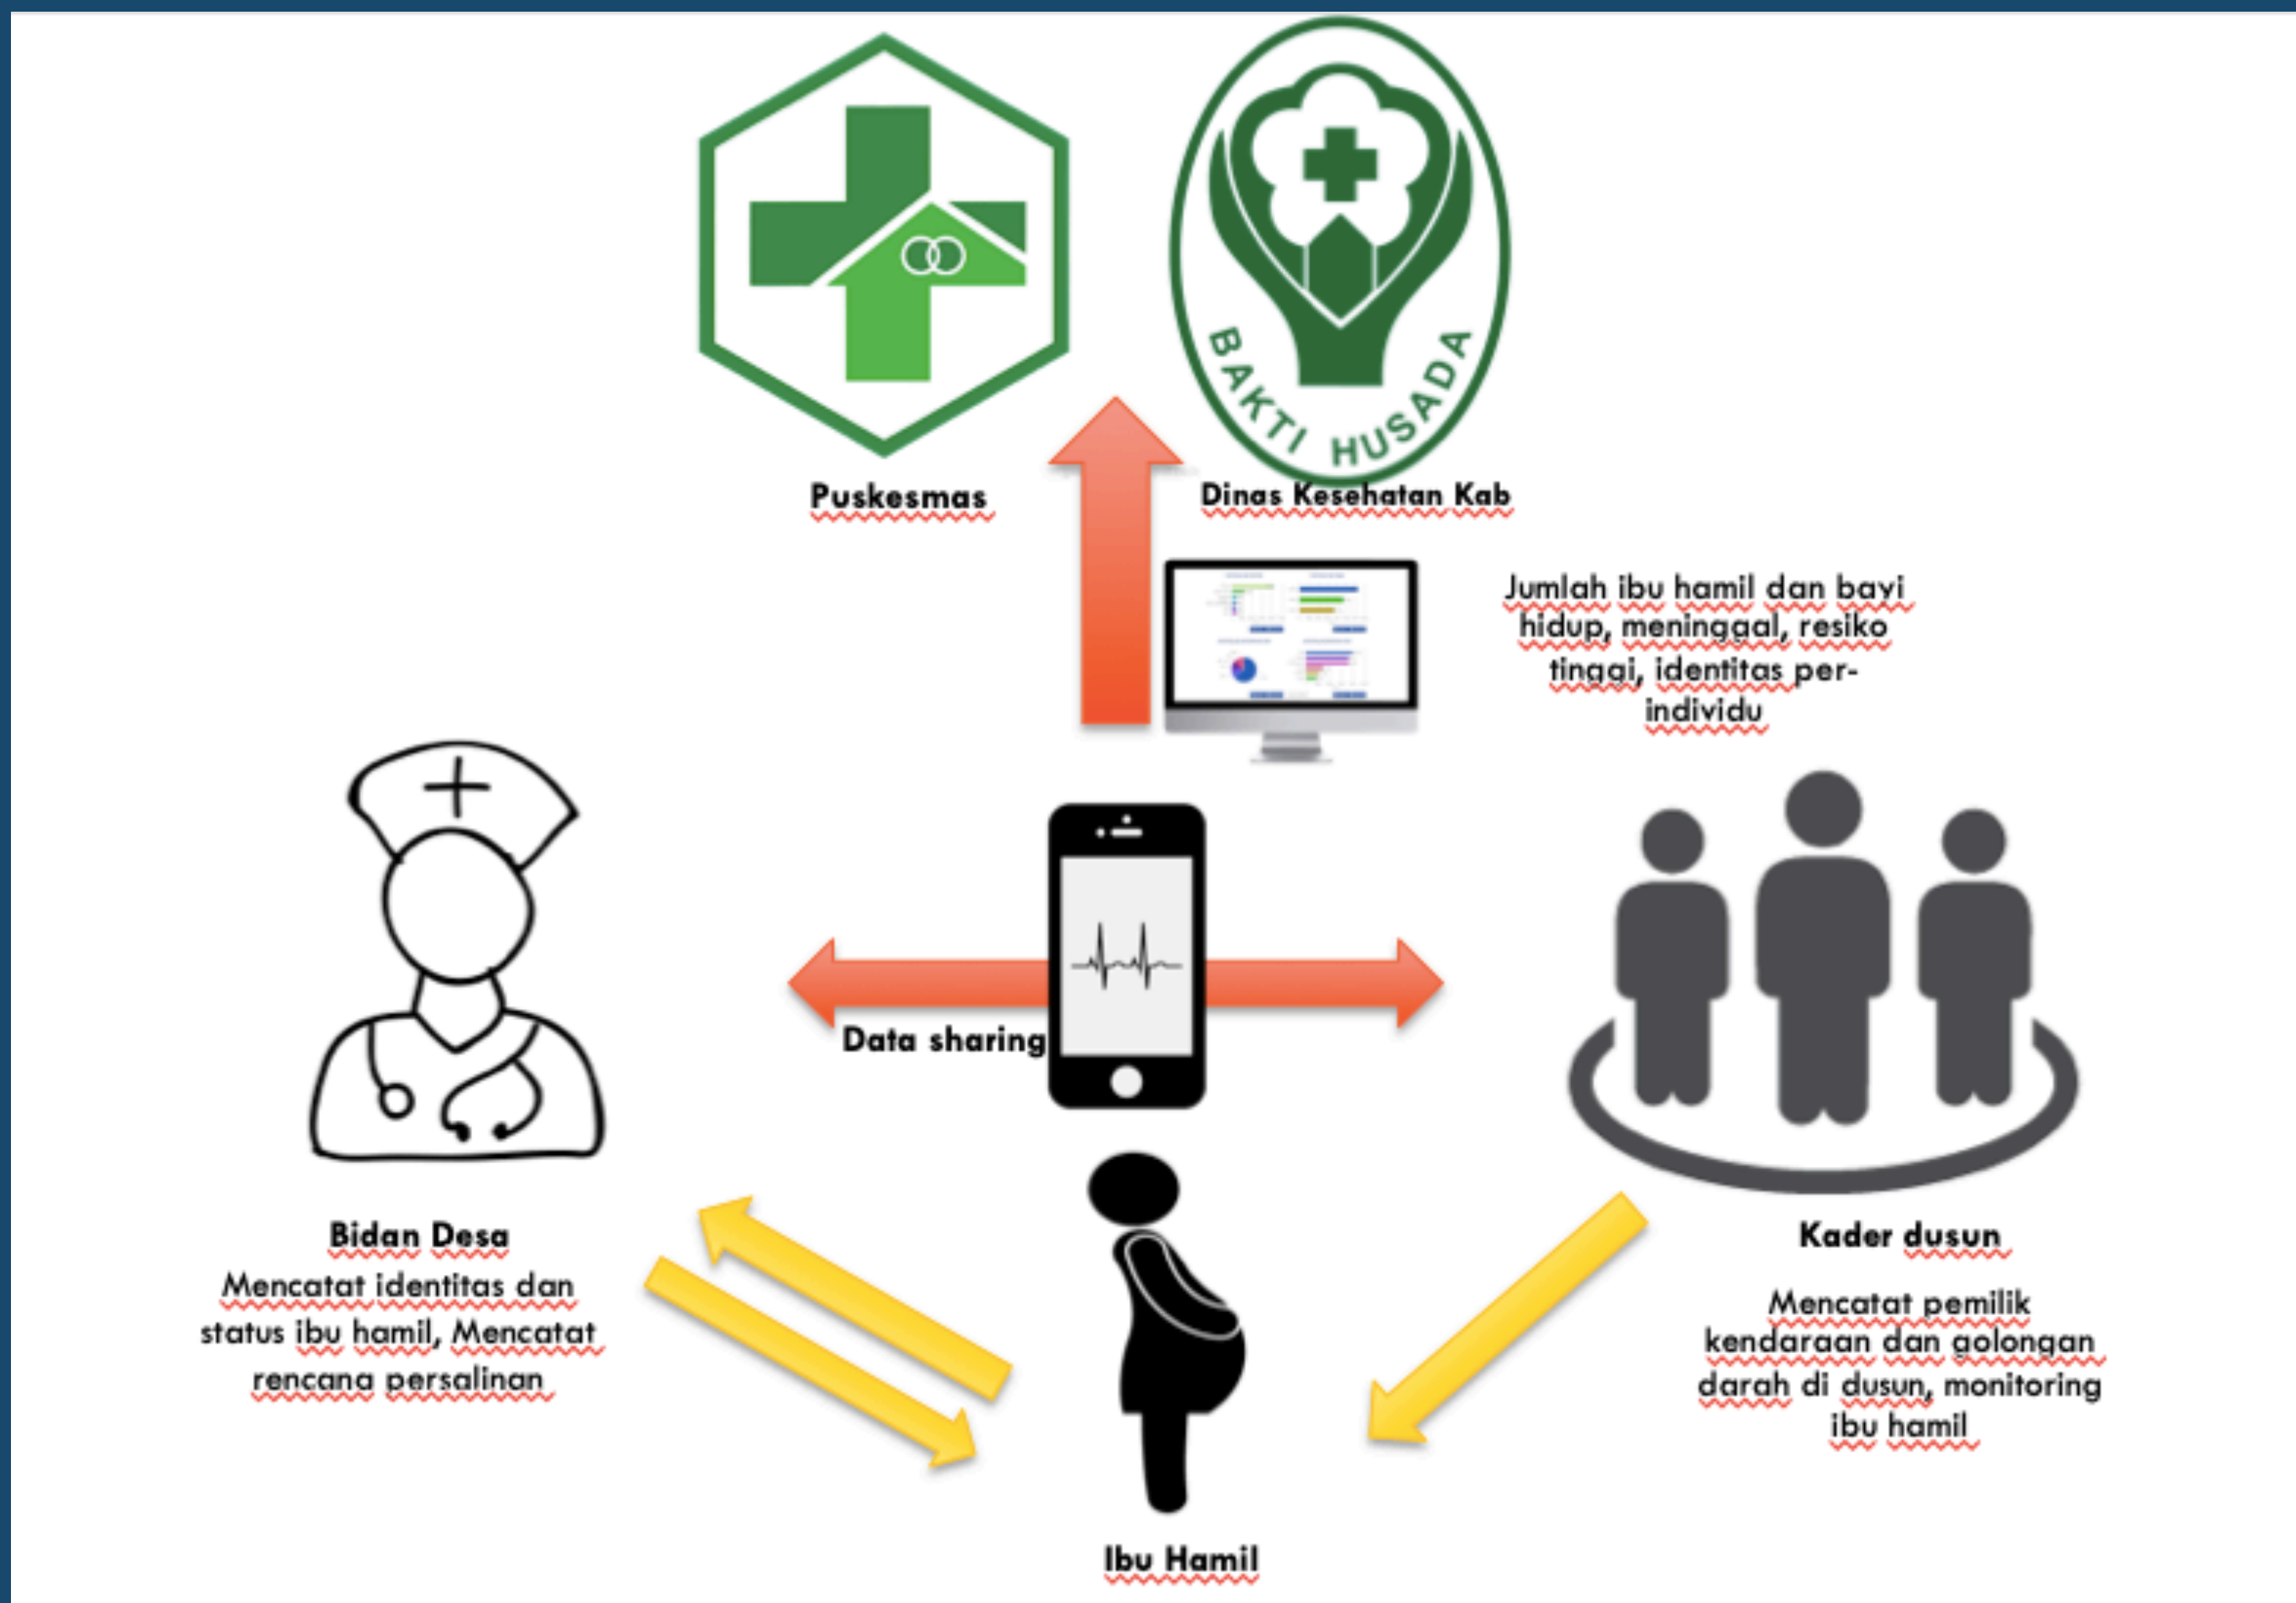 BAKTI HUSADA
Puskesmas
Dinas Kesehatan Kab
Jumlah ibu hamil dan bayi
hidup, meninggal, resiko
tinggi, identitas per-
individu
Data sharing
Bidan Desa
Mencatat identitas dan
status ibu hamil, Mencatat
rencana persalinan
Kader dusun
Mencatat pemilik
kendaraan dan golongan
darah di dusun, monitoring
ibu hamil
Ibu Hamil